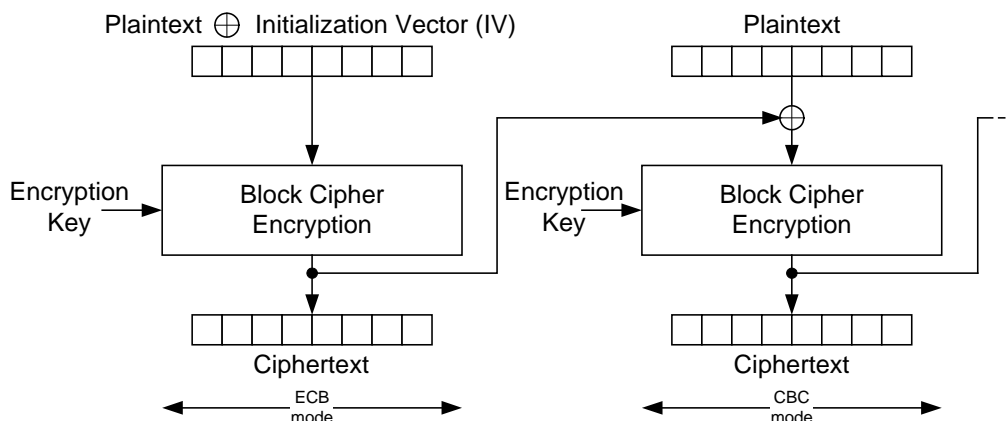 Plaintext ⊕ Initialization Vector (IV)
Plaintext
Encryption
Key
Block Cipher
Encryption
Encryption
Key
Block Cipher
Encryption
Ciphertext
Ciphertext
ECB
mode
CBC
mode